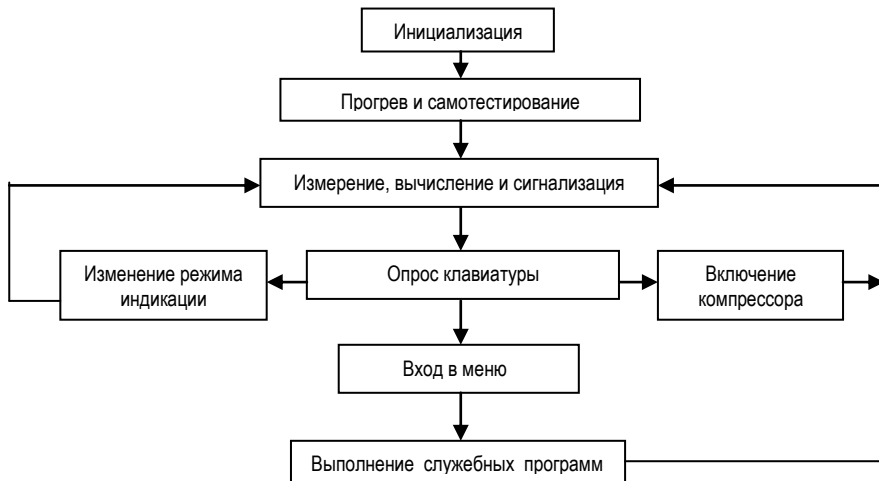 Инициализация
Прогрев и самотестирование
Измерение, вычисление и сигнализация
Изменение режима
индикации
Опрос клавиатуры
Включение
компрессора
Вход в меню
Выполнение служебных программ